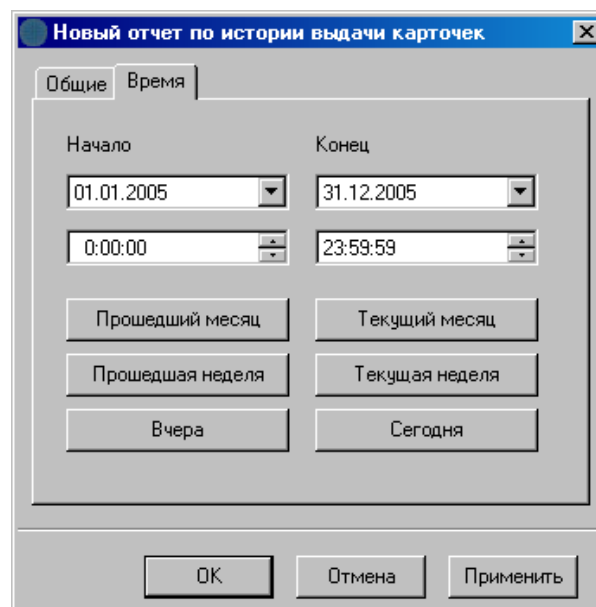 Новый отчет по истории выдачи карточек
Общие Время
Начало Конец
01.01.2005 31.12.2005
0:00:00 23:59:59
Прошедший месяц Текущий месяц
Прошедшая неделя Текущая неделя
Вчера Сегодня
OK Отмена Применить